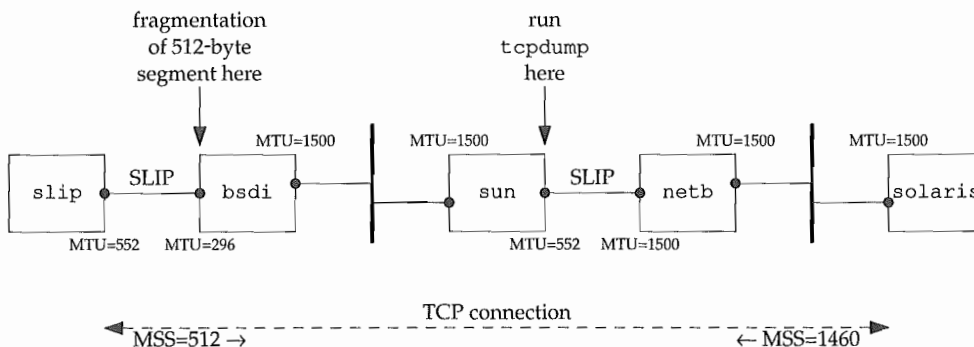 fragmentation
of 512-byte
segment here
run
tcpdump
here
MTU=1500
MTU=1500
MTU=1500
MTU=1500
slip
SLIP
bsdi
sun
SLIP
netb
solaris
MTU=552
MTU=296
MTU=552
MTU=1500
TCP connection
MSS=512 →
← MSS=1460